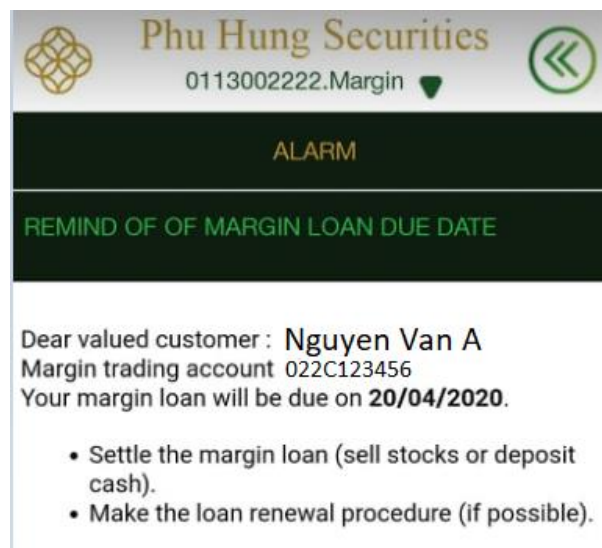 Phu Hung Securities
0113002222.Margin
ALARM
REMIND OF OF MARGIN LOAN DUE DATE
Dear valued customer : Nguyen Van A
Margin trading account 022C123456
Your margin loan will be due on 20/04/2020.
• Settle the margin loan (sell stocks or deposit
cash).
• Make the loan renewal procedure (if possible).